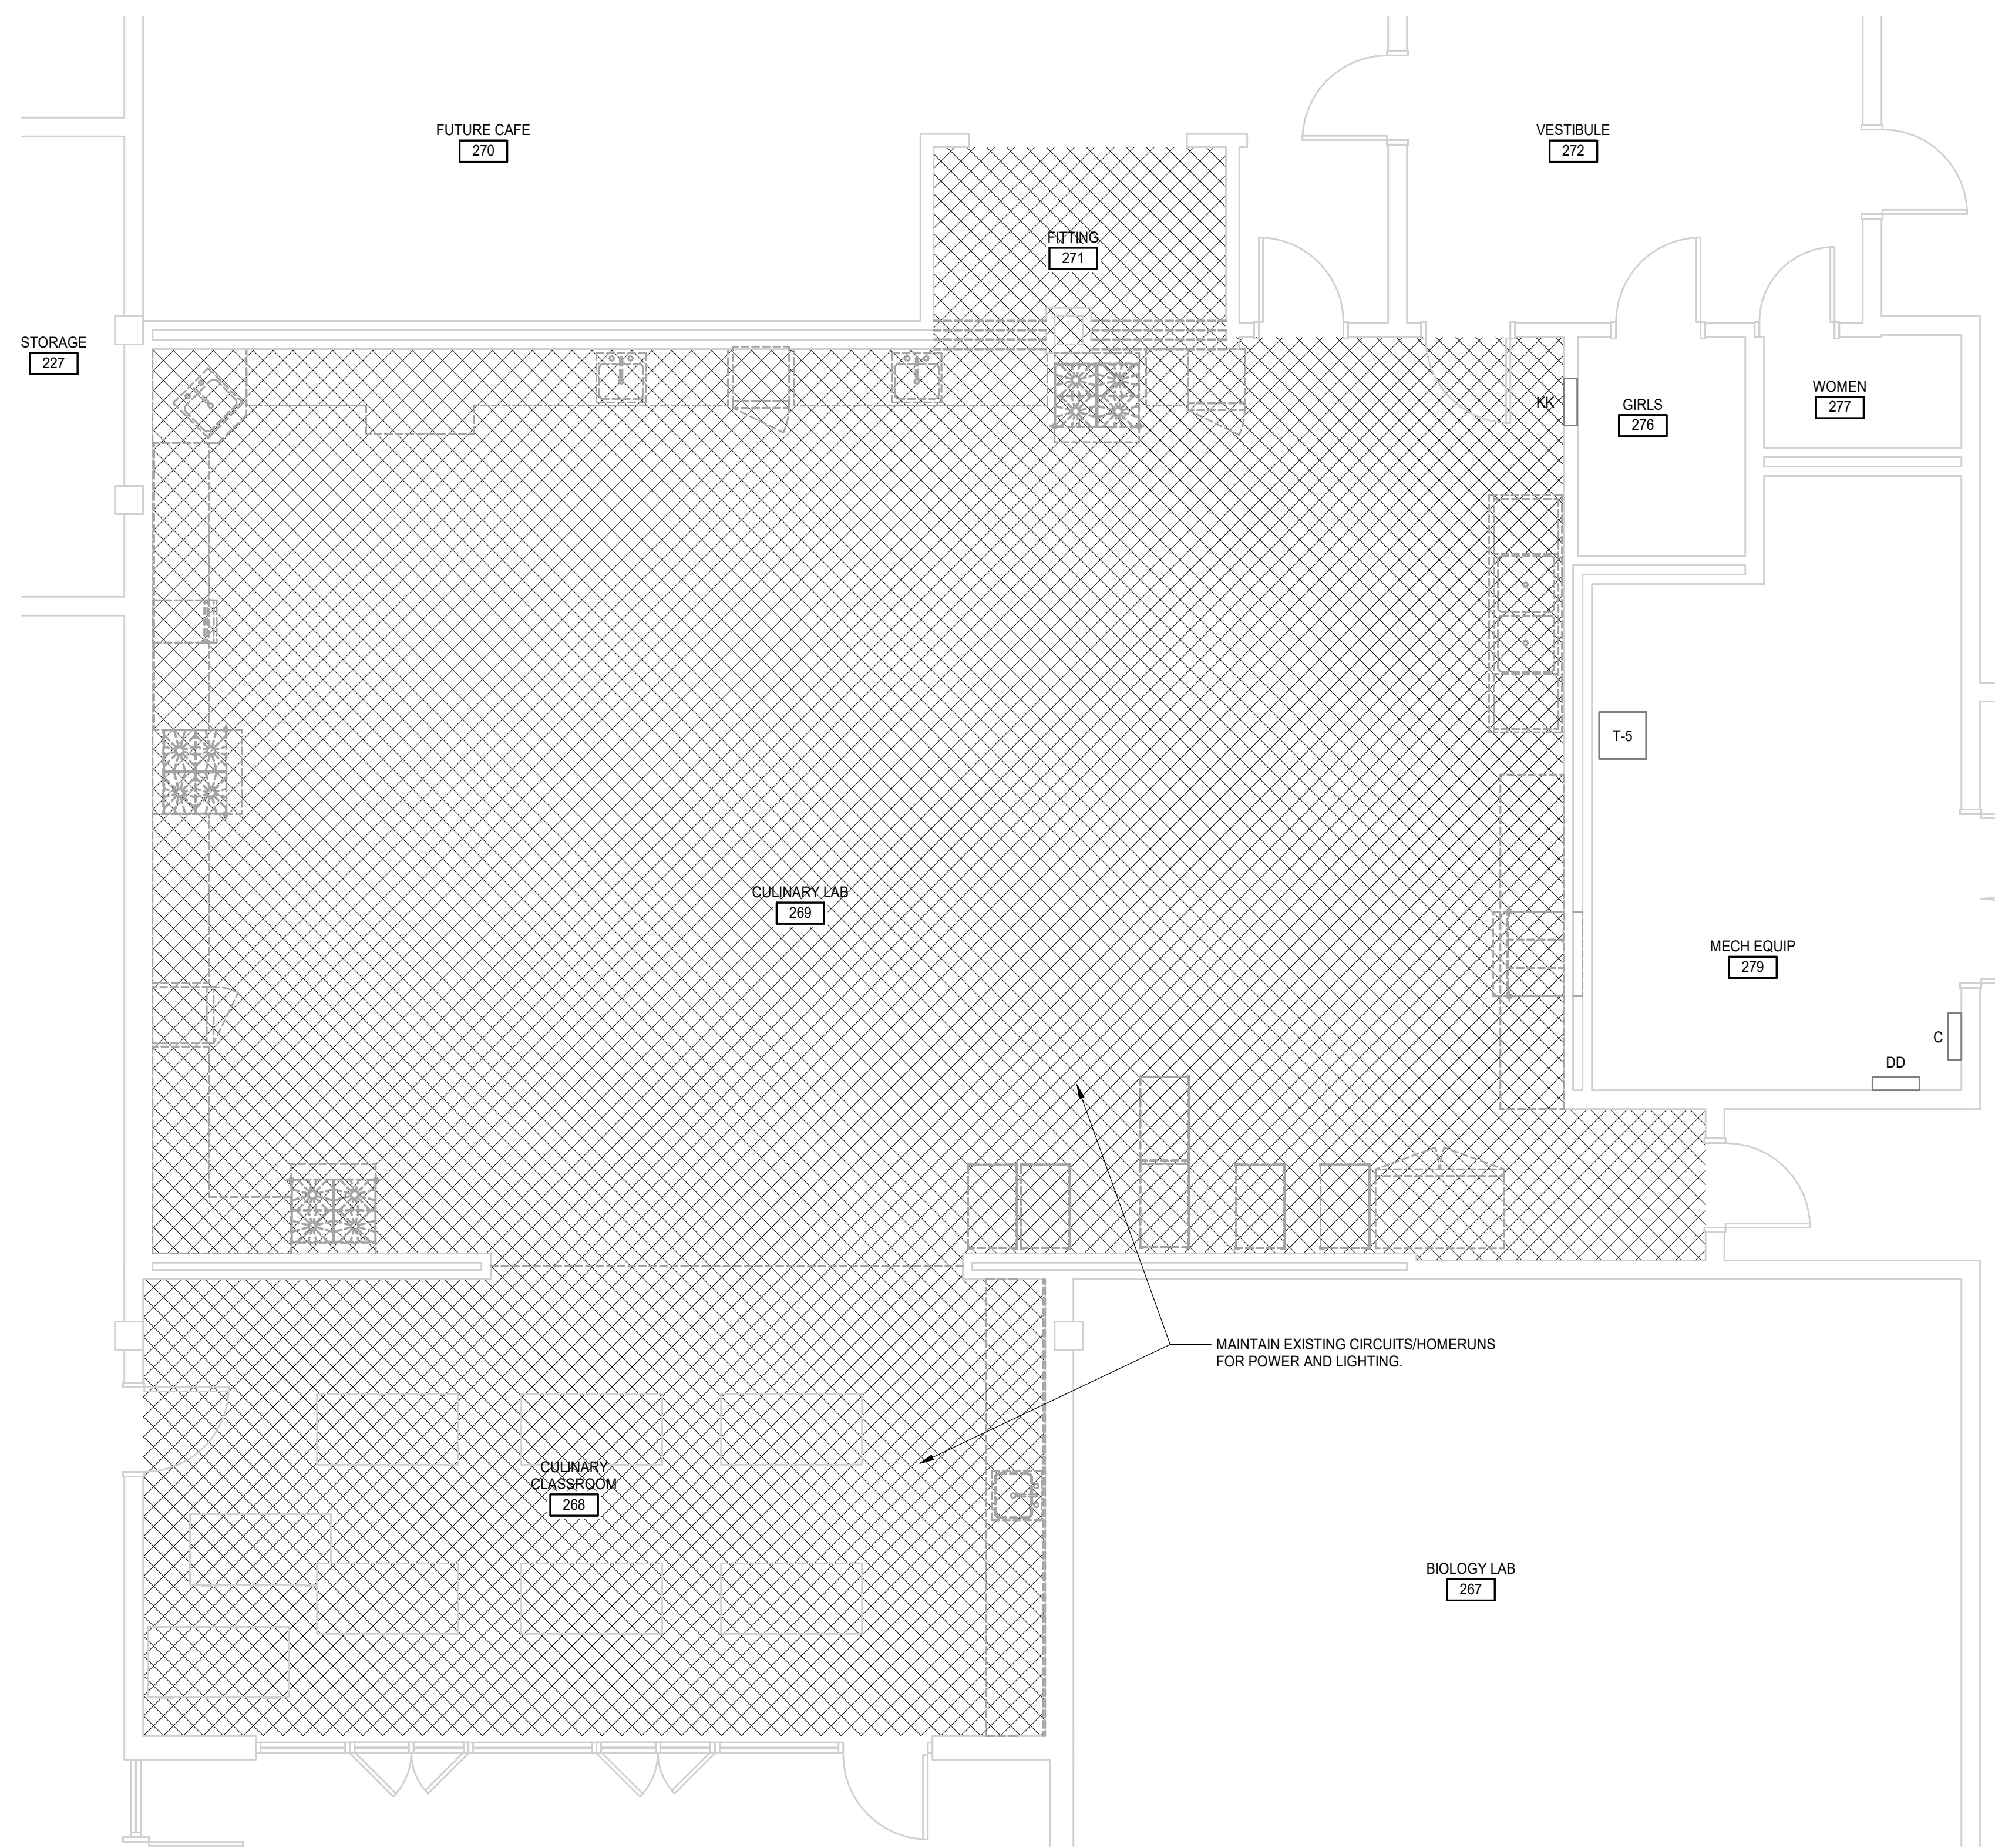 FUTURE CAFE
270
VESTIBULE
272
FITTING
271
STORAGE
227
KK
GIRLS
276
WOMEN
277
T-5
CULINARY LAB
269
MECH EQUIP
279
C
DD
MAINTAIN EXISTING CIRCUITS/HOMERUNS
FOR POWER AND LIGHTING.
CULINARY
CLASSROOM
268
BIOLOGY LAB
267